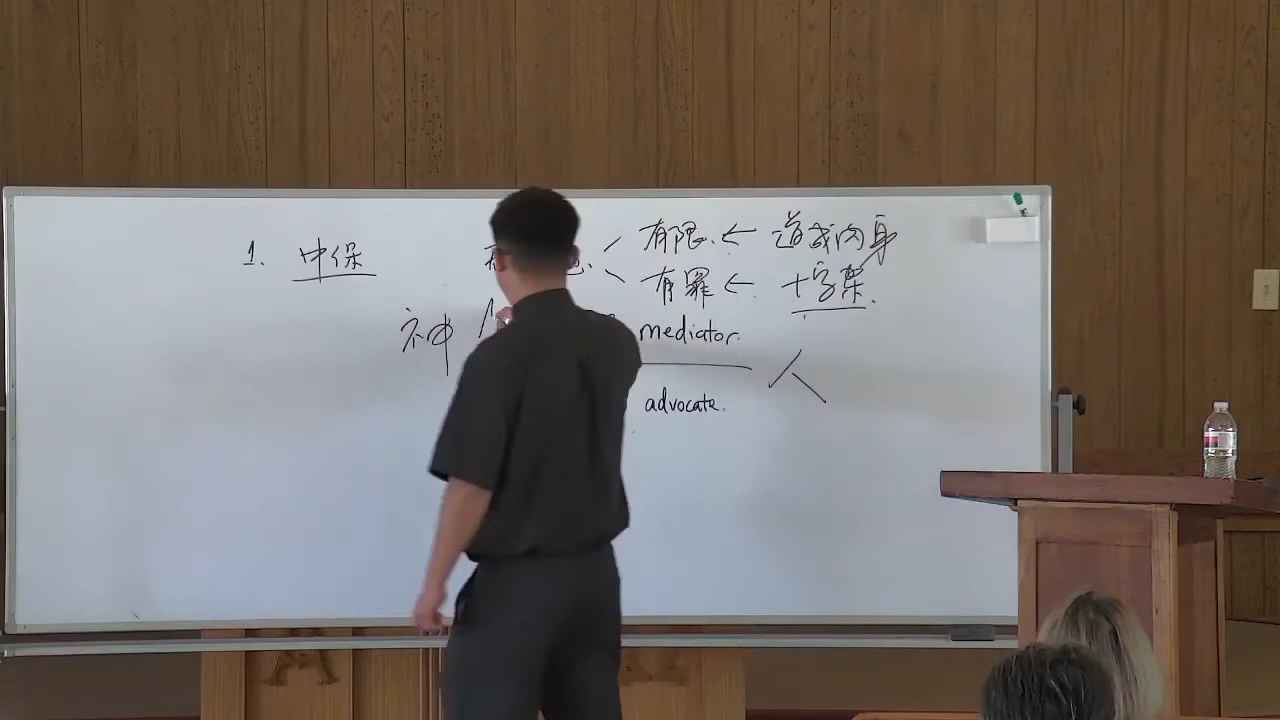 1. 中保 有限. ← 道成肉身
有罪 ← 十字架.
神 mediator. 人
advocate.